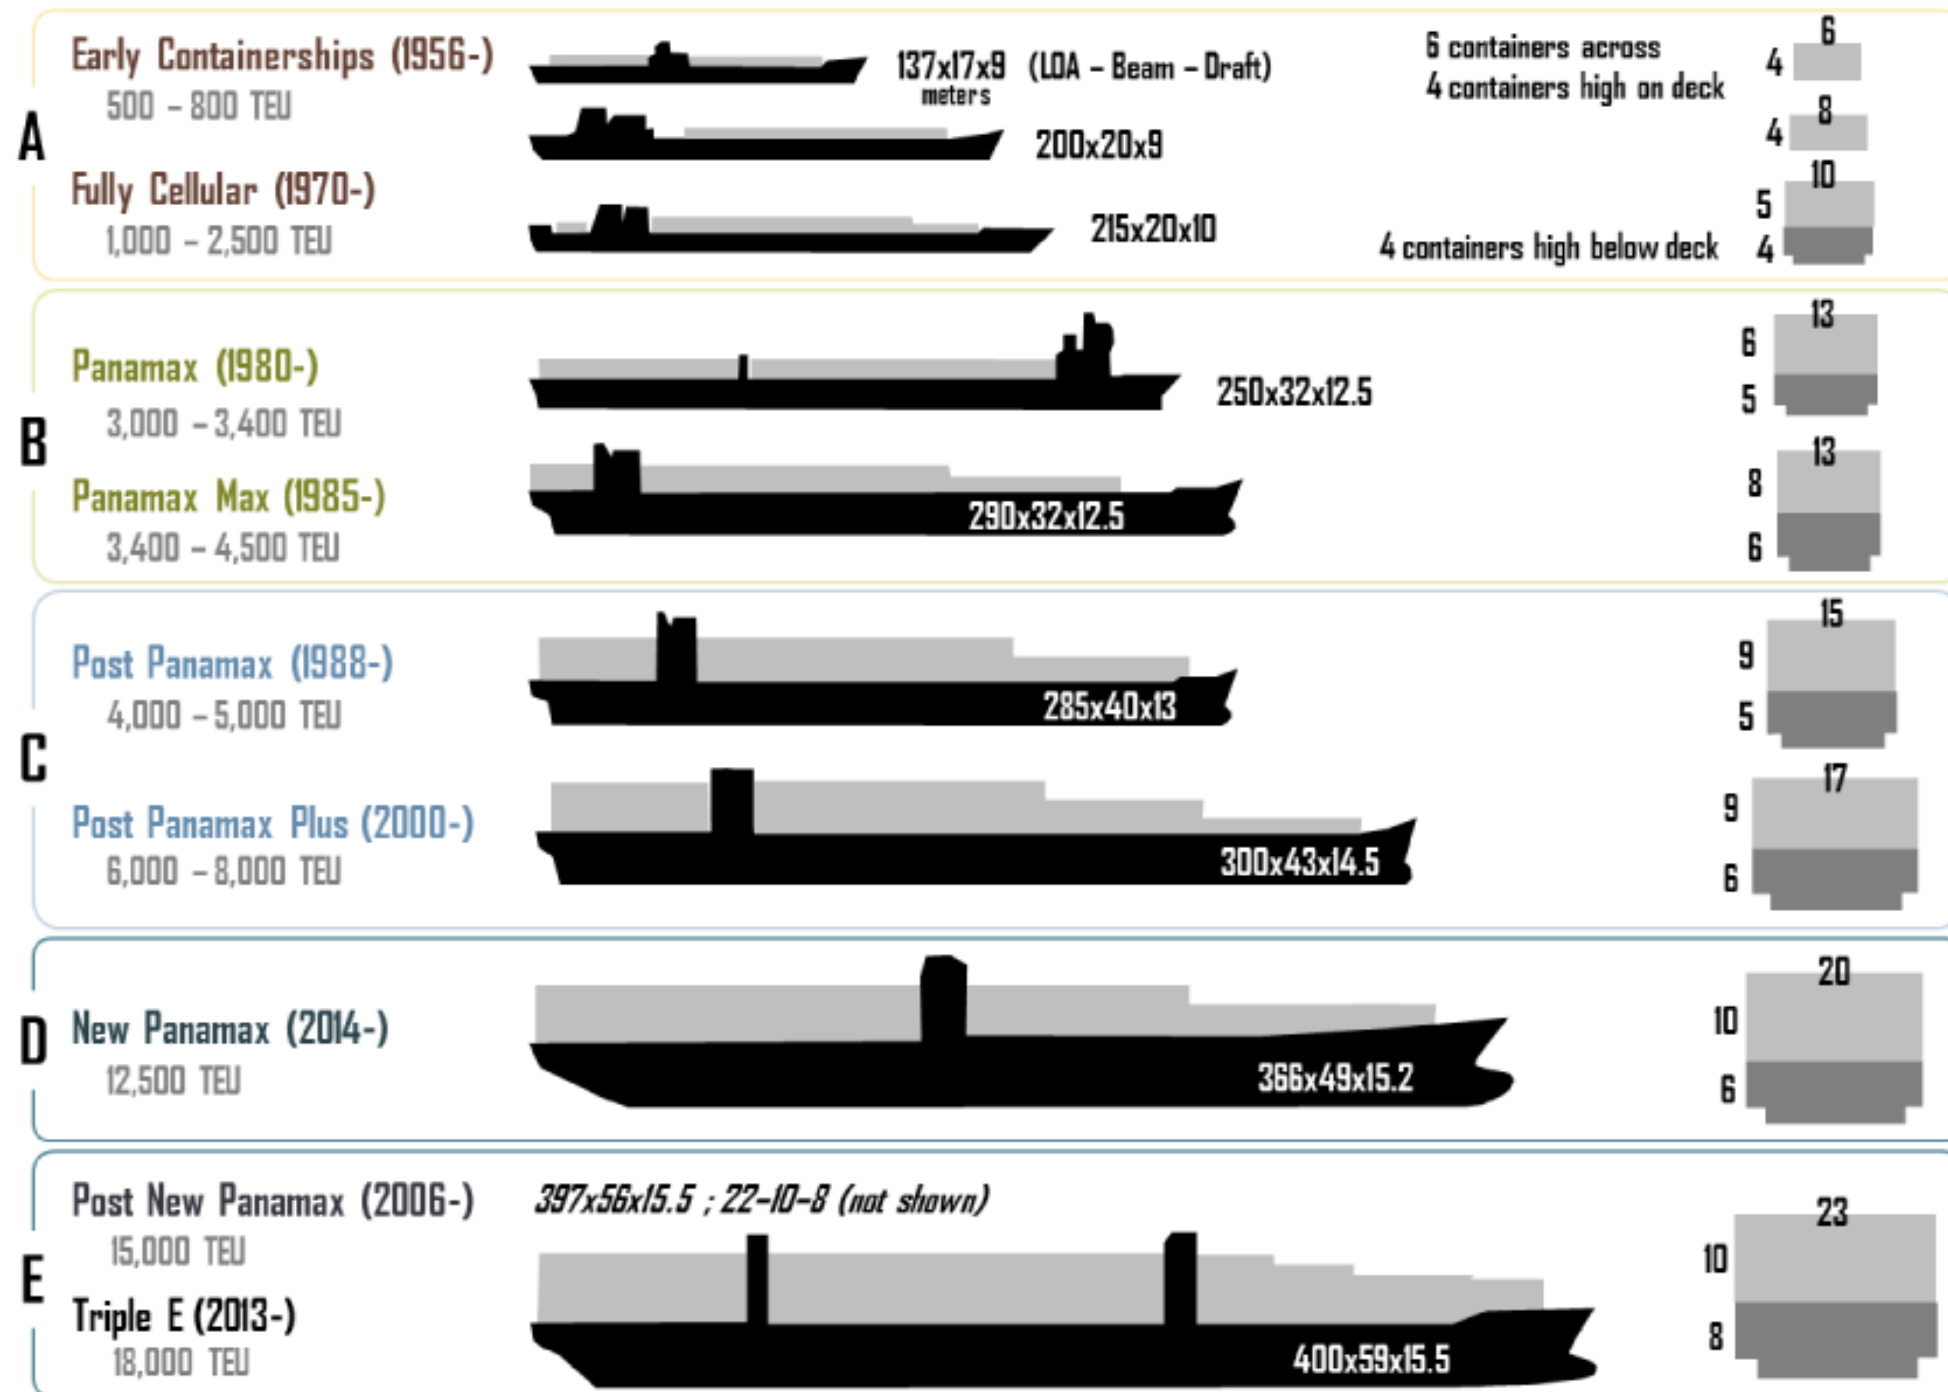 A
Early Containerships (1956-)
500 – 800 TEU
137x17x9 (LOA – Beam – Draft)
meters
6 containers across
4 containers high on deck
6
4
200x20x9
8
4
Fully Cellular (1970-)
1,000 – 2,500 TEU
215x20x10
4 containers high below deck
10
5
4
B
Panamax (1980-)
3,000 – 3,400 TEU
250x32x12.5
13
6
5
Panamax Max (1985-)
3,400 – 4,500 TEU
290x32x12.5
13
8
6
C
Post Panamax (1988-)
4,000 – 5,000 TEU
285x40x13
15
9
5
Post Panamax Plus (2000-)
6,000 – 8,000 TEU
300x43x14.5
17
9
6
D
New Panamax (2014-)
12,500 TEU
366x49x15.2
20
10
6
E
Post New Panamax (2006-)
15,000 TEU
397x56x15.5 ; 22-10-8 (not shown)
Triple E (2013-)
18,000 TEU
400x59x15.5
23
10
8